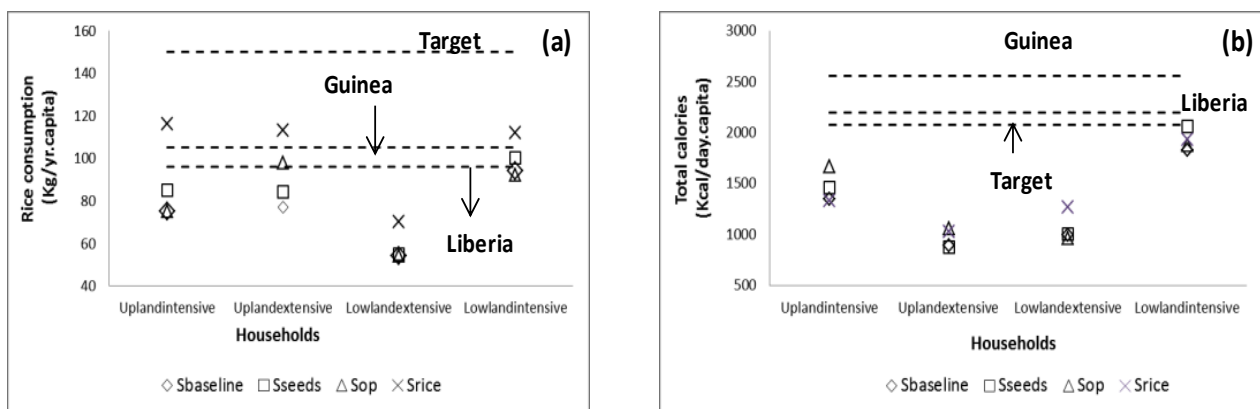 160
140
120
100
80
60
40
Rice consumption
(Kg/yr.capita)
Target
(a)
Guinea
Liberia
Uplandintensive Uplandextensive Lowlandextensive Lowlandintensive
Households
Sbaseline Sseeds Sop Srice
3000
2500
2000
1500
1000
500
Total calories
(Kcal/day.capita)
Guinea
(b)
Liberia
Target
Uplandintensive Uplandextensive Lowlandextensive Lowlandintensive
Households
Sbaseline Sseeds Sop Srice